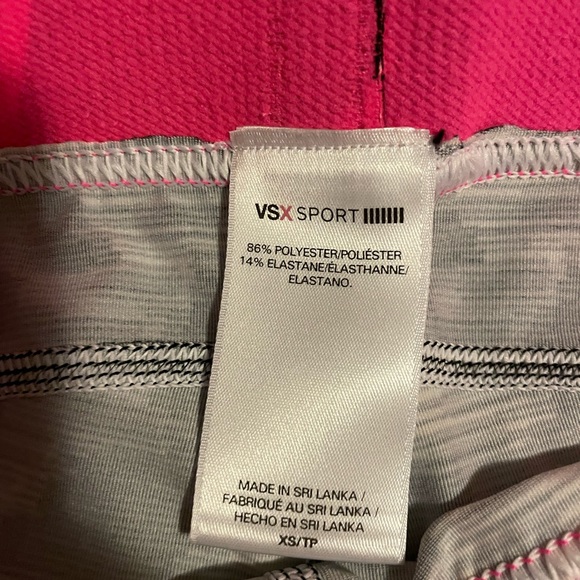 VSX SPORT
86% POLYESTER/POLIÉSTER
14% ELASTANE/ÉLASTHANNE/
ELASTANO.
MADE IN SRI LANKA /
FABRIQUÉ AU SRI LANKA /
HECHO EN SRI LANKA
XS/TP